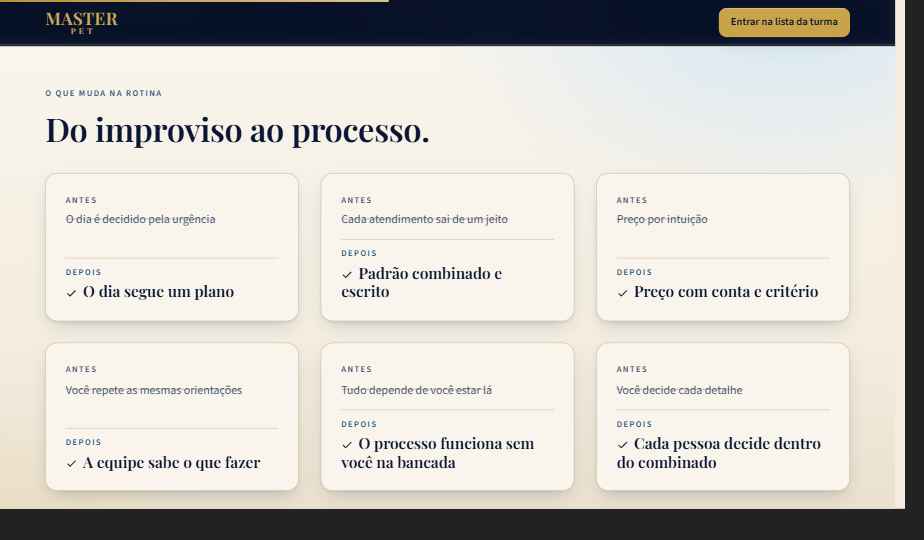 MASTER
PET
Entrar na lista da turma
O QUE MUDA NA ROTINA
Do improviso ao processo.
ANTES
O dia é decidido pela urgência
DEPOIS
✓ O dia segue um plano
ANTES
Cada atendimento sai de um jeito
DEPOIS
✓ Padrão combinado e
escrito
ANTES
Preço por intuição
DEPOIS
✓ Preço com conta e critério
ANTES
Você repete as mesmas orientações
DEPOIS
✓ A equipe sabe o que fazer
ANTES
Tudo depende de você estar lá
DEPOIS
✓ O processo funciona sem
você na bancada
ANTES
Você decide cada detalhe
DEPOIS
✓ Cada pessoa decide dentro
do combinado